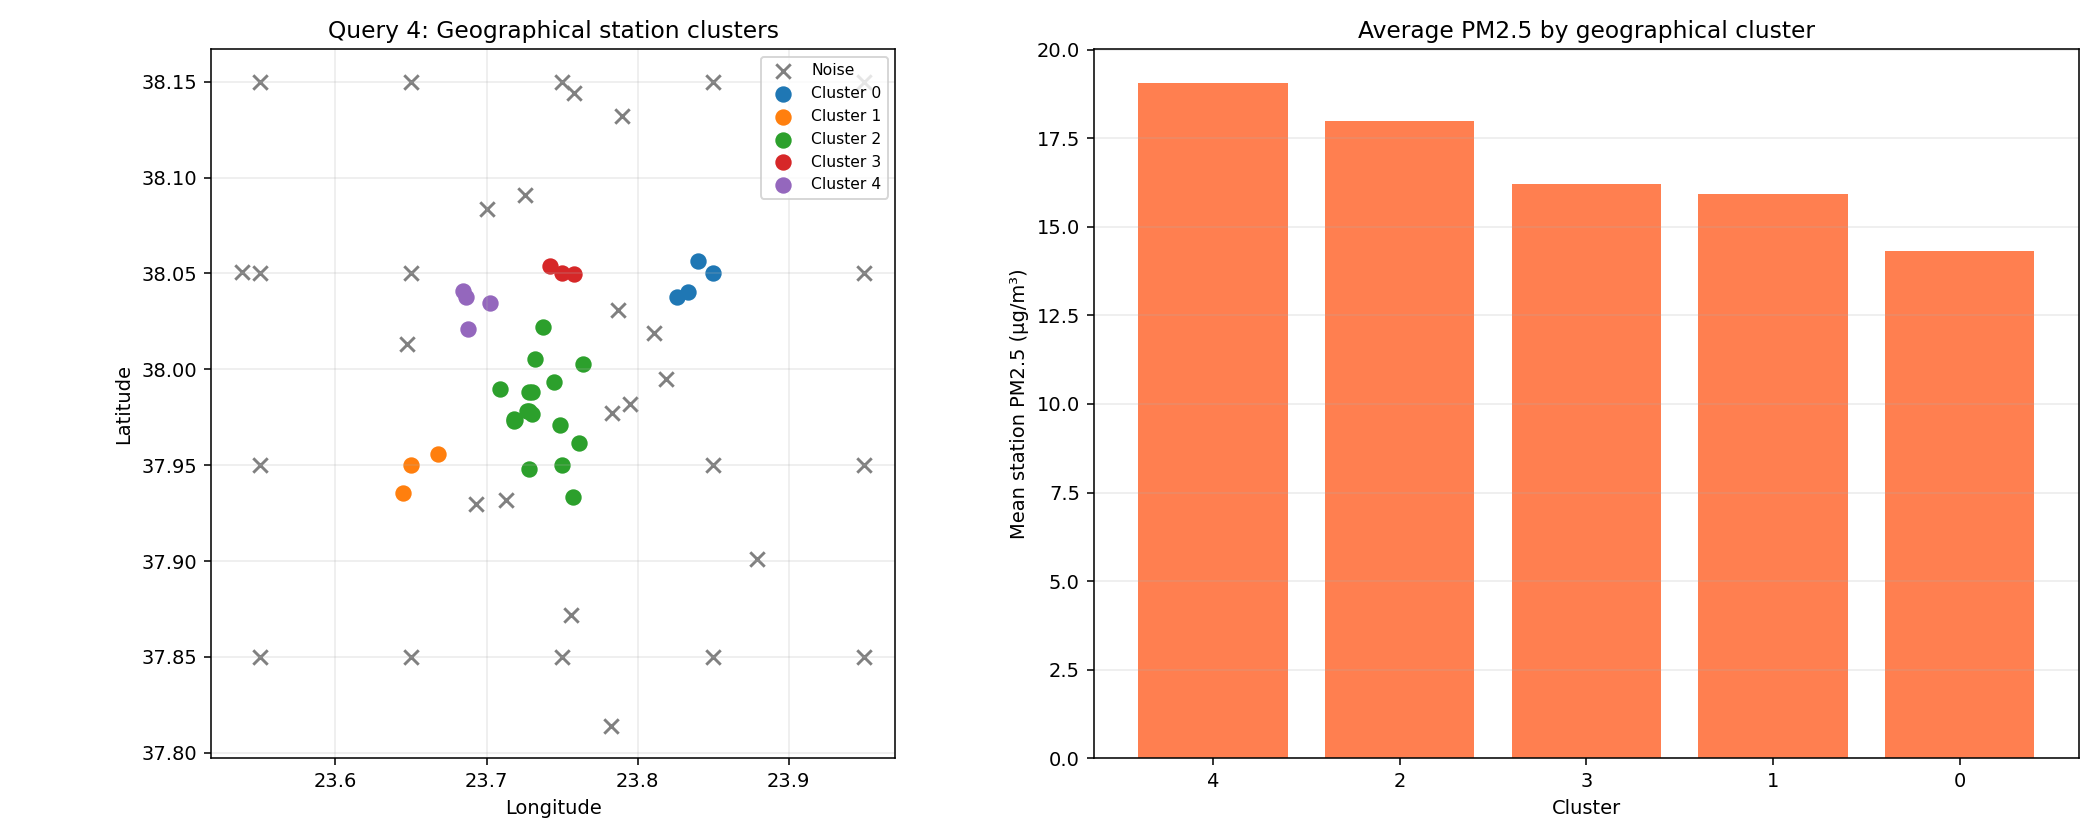 Query 4: Geographical station clusters
38.15
38.10
38.05
38.00
37.95
37.90
37.85
37.80
Latitude
23.6
23.7
23.8
23.9
Longitude
Noise
Cluster 0
Cluster 1
Cluster 2
Cluster 3
Cluster 4
Average PM2.5 by geographical cluster
20.0
17.5
15.0
12.5
10.0
7.5
5.0
2.5
0.0
Mean station PM2.5 (µg/m³)
4
2
3
1
0
Cluster